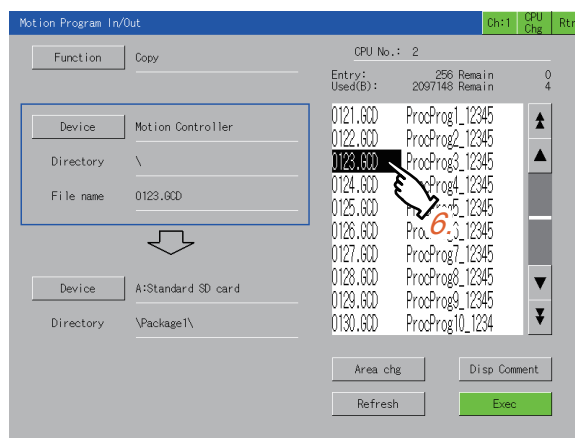 Motion Program In/Out
Ch:1
CPU Chg
Rtr
Function
Copy
Device
Motion Controller
Directory
\
File name
0123.GCD
Device
A:Standard SD card
Directory
\Package1\
CPU No.: 2
Entry: 256 Remain 0
Used(B): 2097148 Remain 4
0121.GCD ProcProg1_12345
0122.GCD ProcProg2_12345
0123.GCD ProcProg3_12345
0124.GCD ProcProg4_12345
0125.GCD 5_12345
0126.GCD _12345
0127.GCD ProcProg7_12345
0128.GCD ProcProg8_12345
0129.GCD ProcProg9_12345
0130.GCD ProcProg10_1234
6.
Area chg
Disp Comment
Refresh
Exec